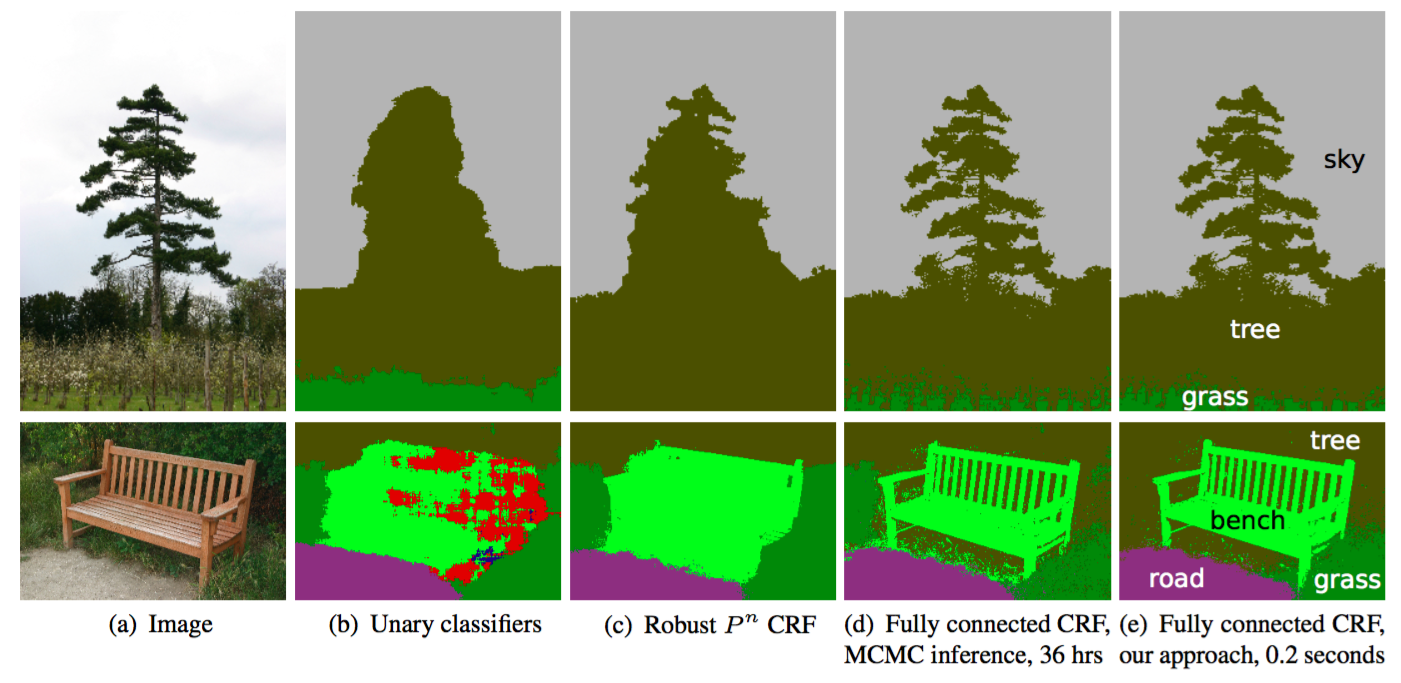 sky
tree
grass
tree
bench
road
grass
(a) Image
(b) Unary classifiers
(c) Robust Pⁿ CRF
(d) Fully connected CRF,
MCMC inference, 36 hrs
(e) Fully connected CRF,
our approach, 0.2 seconds